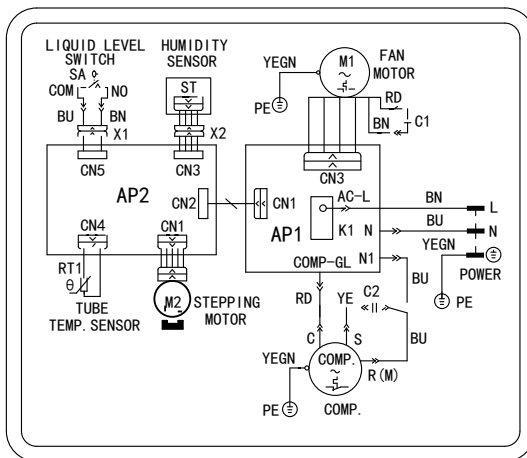 LIQUID LEVEL SWITCH
HUMIDITY SENSOR
SA
COM
NO
BU
BN
X1
ST
X2
CN5
CN3
AP2
CN2
CN4
CN1
RT1
θ
TUBE TEMP. SENSOR
M2
STEPPING MOTOR
YEGN
PE
M1
~
FAN MOTOR
RD
BN
C1
CN3
CN1
AP1
AC-L
K1
N
COMP-GL
N1
BN
L
BU
N
YEGN
POWER
PE
BU
RD
YE
C2
BU
C
S
YEGN
COMP.
~
R(M)
PE
COMP.